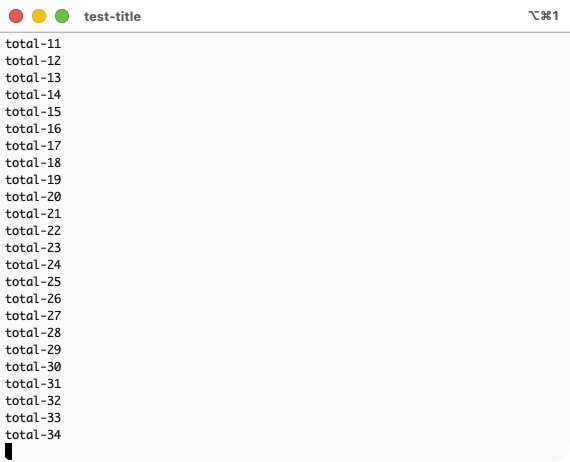 test-title ⌥⌘1
total-11
total-12
total-13
total-14
total-15
total-16
total-17
total-18
total-19
total-20
total-21
total-22
total-23
total-24
total-25
total-26
total-27
total-28
total-29
total-30
total-31
total-32
total-33
total-34